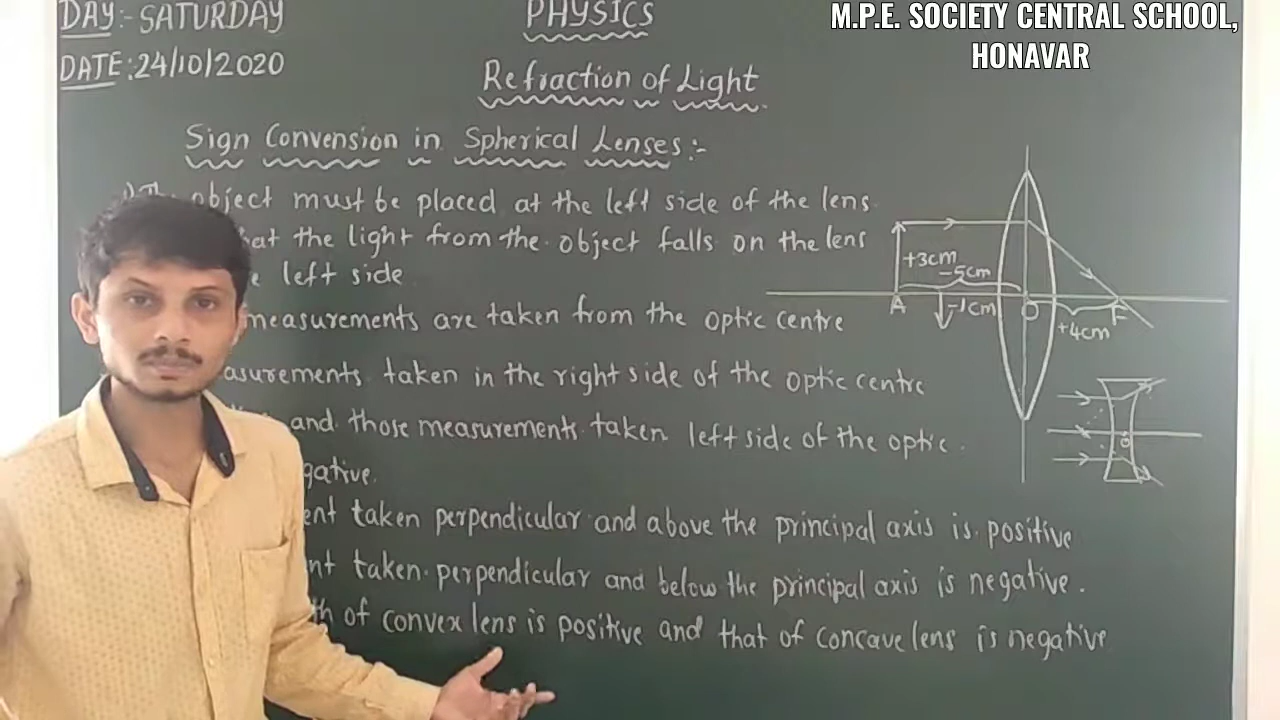 DAY:- SATURDAY
DATE:24/10/2020
PHYSICS
M.P.E. SOCIETY CENTRAL SCHOOL,
HONAVAR
Refraction of Light
Sign Convension in Spherical Lenses:-
object must be placed at the left side of the lens
at the light from the object falls on the lens
left side
measurements are taken from the optic centre
asurements taken in the right side of the optic centre
and those measurements taken left side of the optic
gative.
ent taken perpendicular and above the principal axis is positive
nt taken perpendicular and below the principal axis is negative.
th of convex lens is positive and that of concave lens is negative
+3cm
-5cm
A
-1cm
O
F
+4cm
O